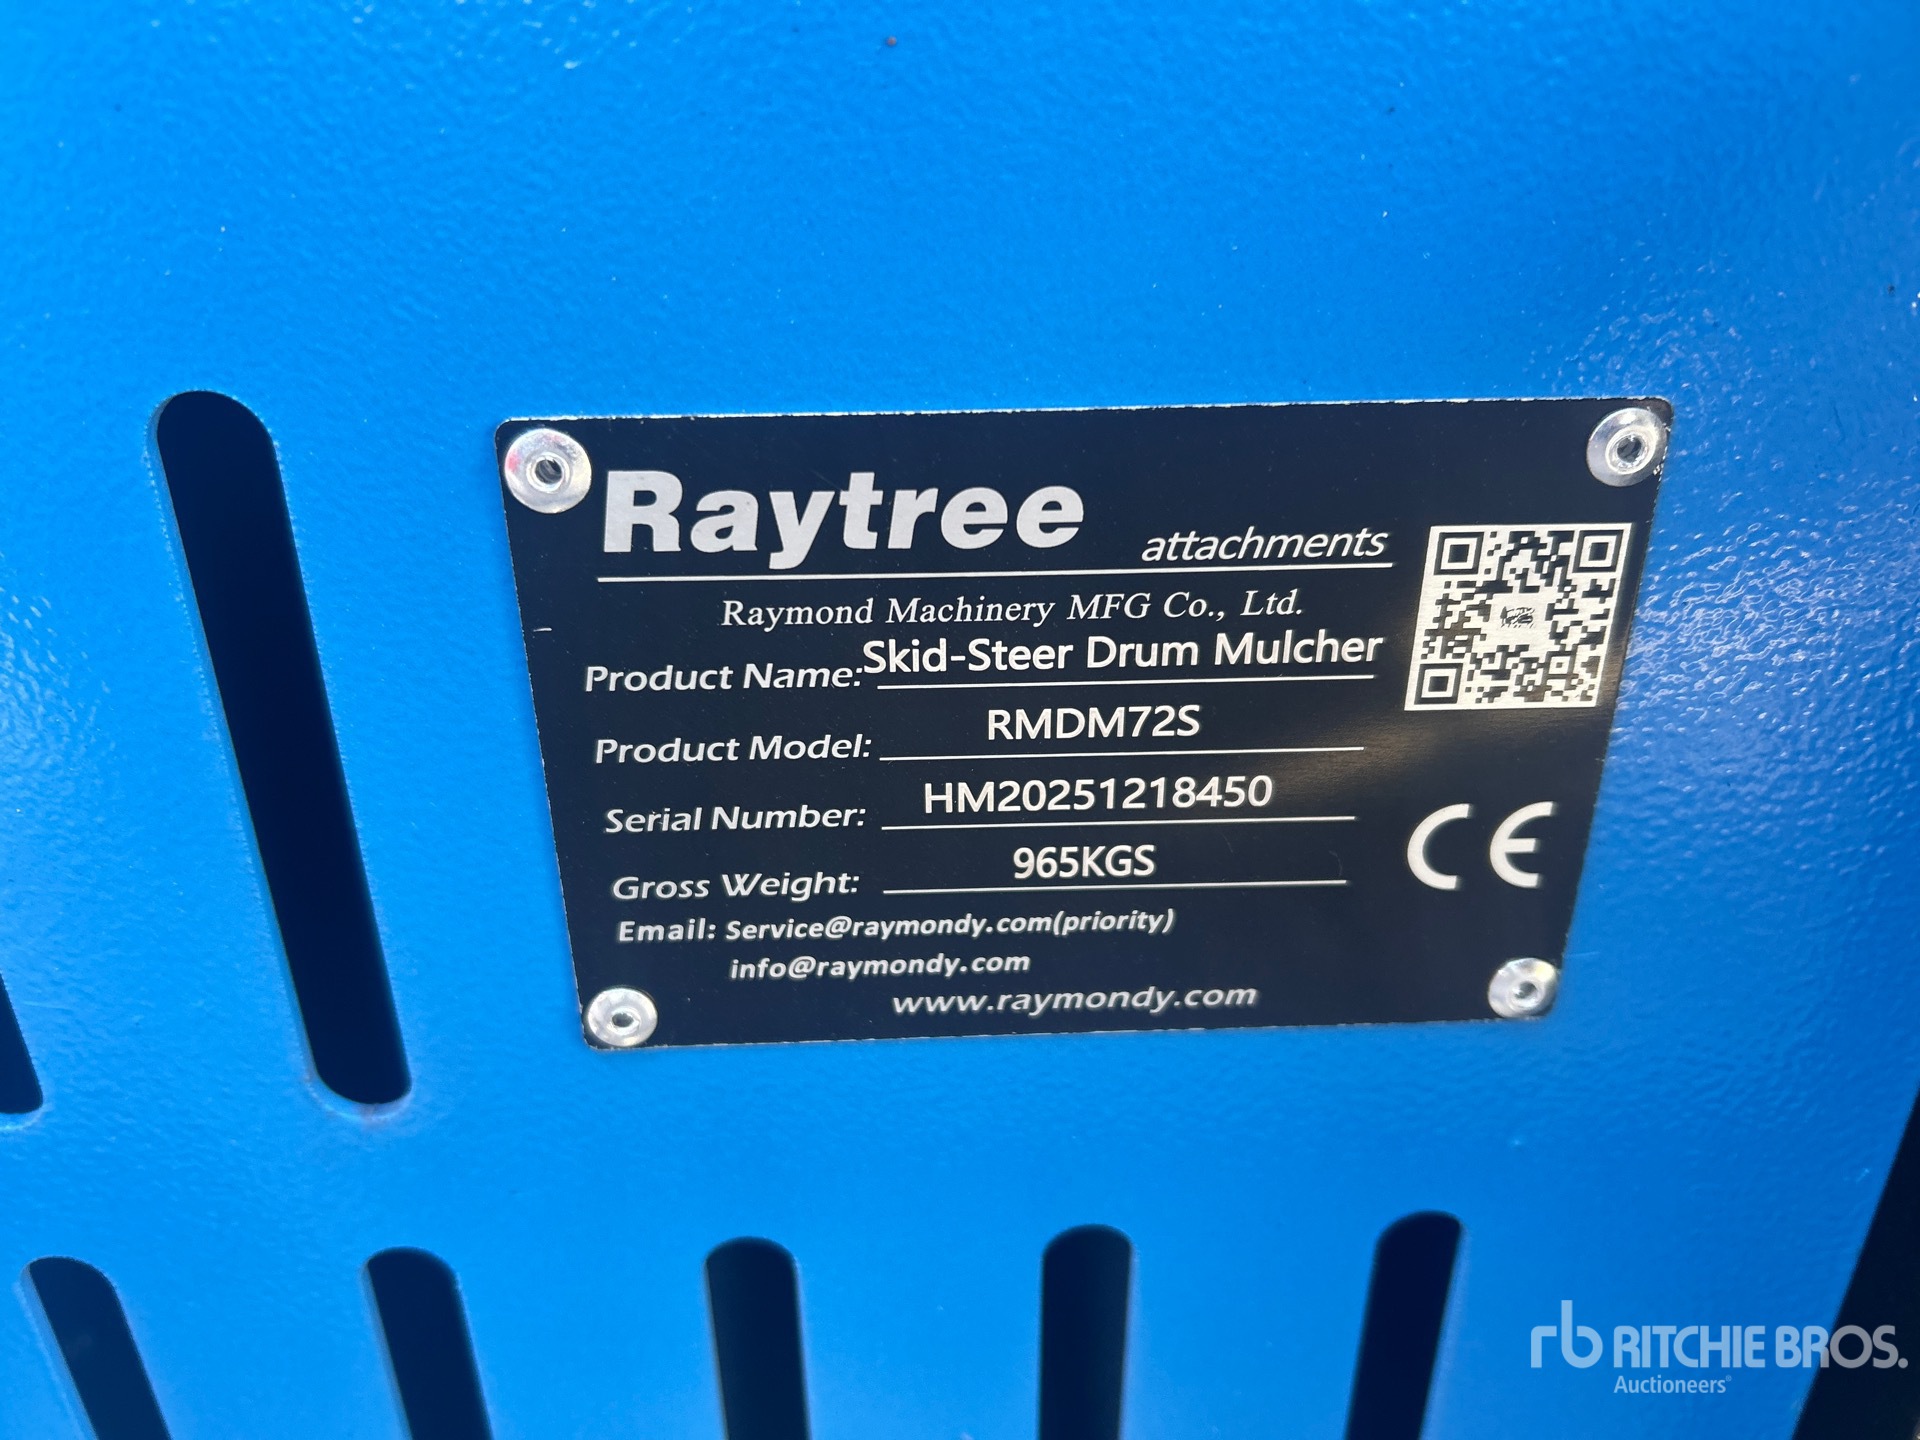 Raytree attachments
Raymond Machinery MFG Co., Ltd.
Product Name: Skid-Steer Drum Mulcher
Product Model: RMDM72S
Serial Number: HM20251218450
Gross Weight: 965KGS
Email: Service@raymondy.com(priority)
info@raymondy.com
www.raymondy.com
CE
rb RITCHIE BROS.
Auctioneers®